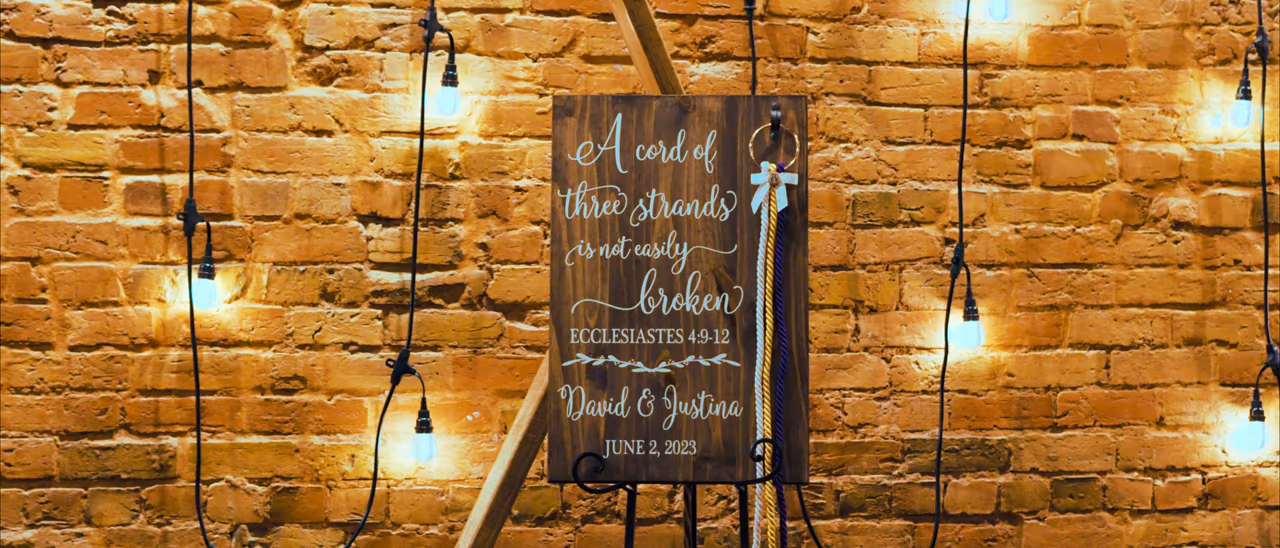 A cord of
three strands
is not easily
broken
ECCLESIASTES 4:9-12
David & Justina
JUNE 2, 2023